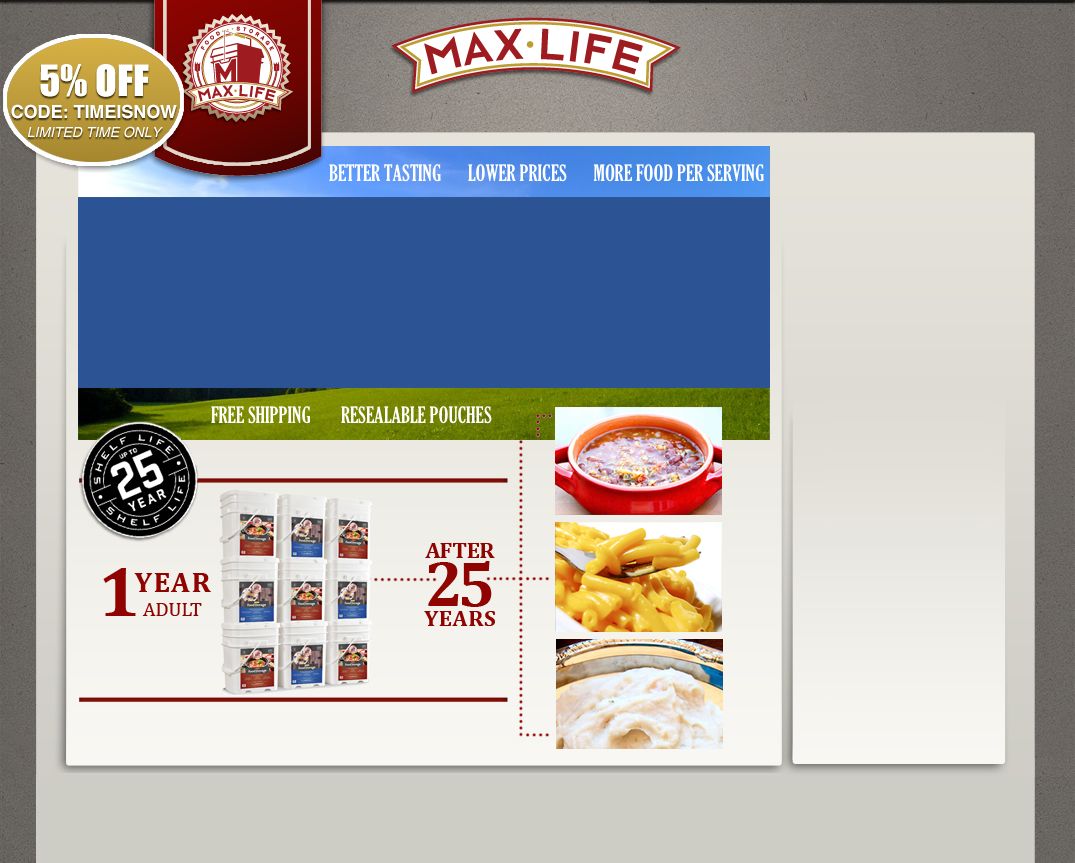 5% OFF
CODE: TIMEISNOW
LIMITED TIME ONLY
FOOD STORAGE
M
MAX·LIFE
MAX·LIFE
BETTER TASTING LOWER PRICES MORE FOOD PER SERVING
FREE SHIPPING RESEALABLE POUCHES
SHELF LIFE
UP TO
25
YEAR
SHELF LIFE
1 YEAR
ADULT
AFTER
25
YEARS